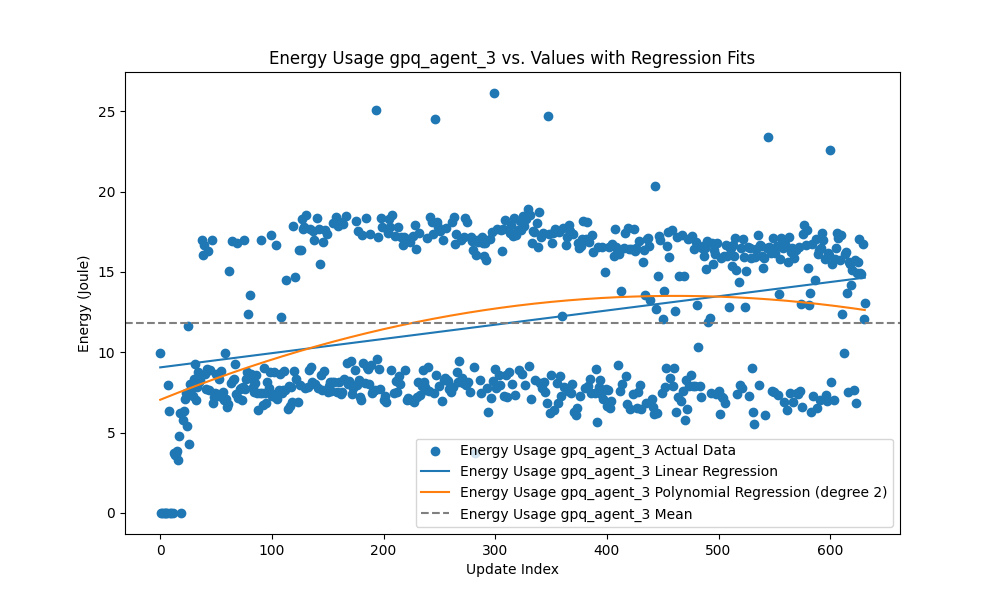 Energy Usage gpq_agent_3 vs. Values with Regression Fits
Energy (Joule)
25
20
15
10
5
0
Energy Usage gpq_agent_3 Actual Data
Energy Usage gpq_agent_3 Linear Regression
Energy Usage gpq_agent_3 Polynomial Regression (degree 2)
Energy Usage gpq_agent_3 Mean
0 100 200 300 400 500 600
Update Index